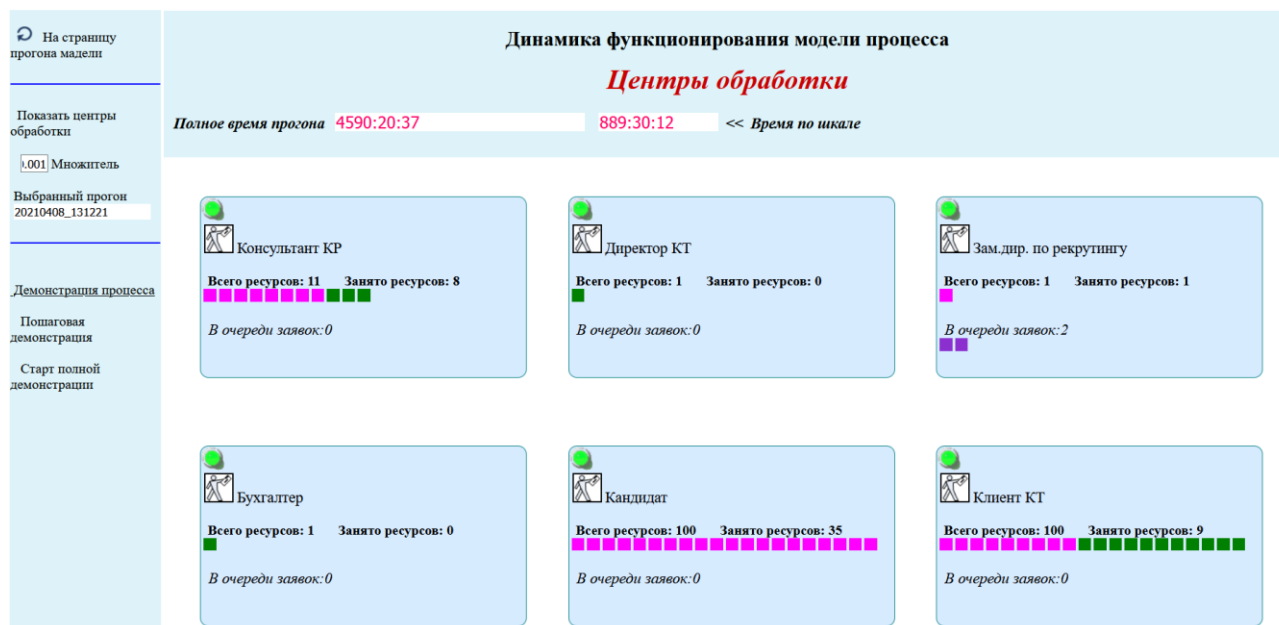 На страницу
прогона мадели
Показать центры
обработки
.001 Множитель
Выбранный прогон
20210408_131221
Демонстрация процесса
Пошаговая
демонстрация
Старт полной
демонстрации
Динамика функционирования модели процесса
Центры обработки
Полное время прогона 4590:20:37 889:30:12 << Время по шкале
Консультант КР
Всего ресурсов: 11 Занято ресурсов: 8
В очереди заявок:0
Директор КТ
Всего ресурсов: 1 Занято ресурсов: 0
В очереди заявок:0
Зам.дир. по рекрутингу
Всего ресурсов: 1 Занято ресурсов: 1
В очереди заявок:2
Бухгалтер
Всего ресурсов: 1 Занято ресурсов: 0
В очереди заявок:0
Кандидат
Всего ресурсов: 100 Занято ресурсов: 35
В очереди заявок:0
Клиент КТ
Всего ресурсов: 100 Занято ресурсов: 9
В очереди заявок:0